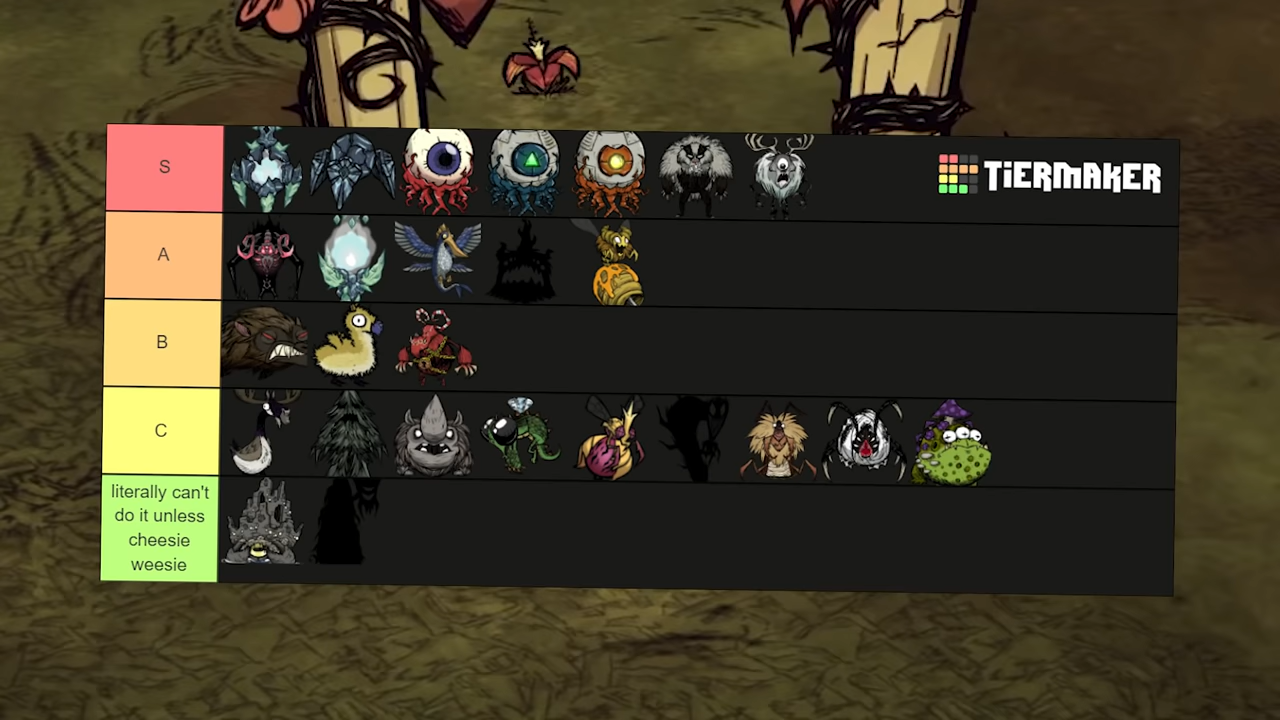 S
TiERMAKER
A
B
C
literally can't
do it unless
cheesie
weesie